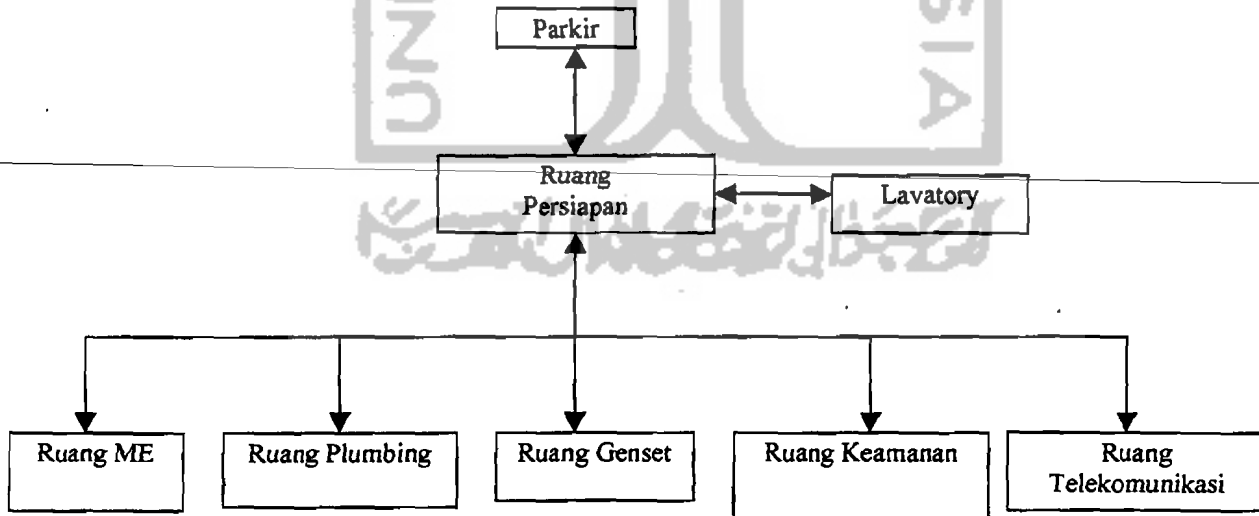 Parkir
Ruang
Persiapan
Lavatory
Ruang ME
Ruang Plumbing
Ruang Genset
Ruang Keamanan
Ruang
Telekomunikasi